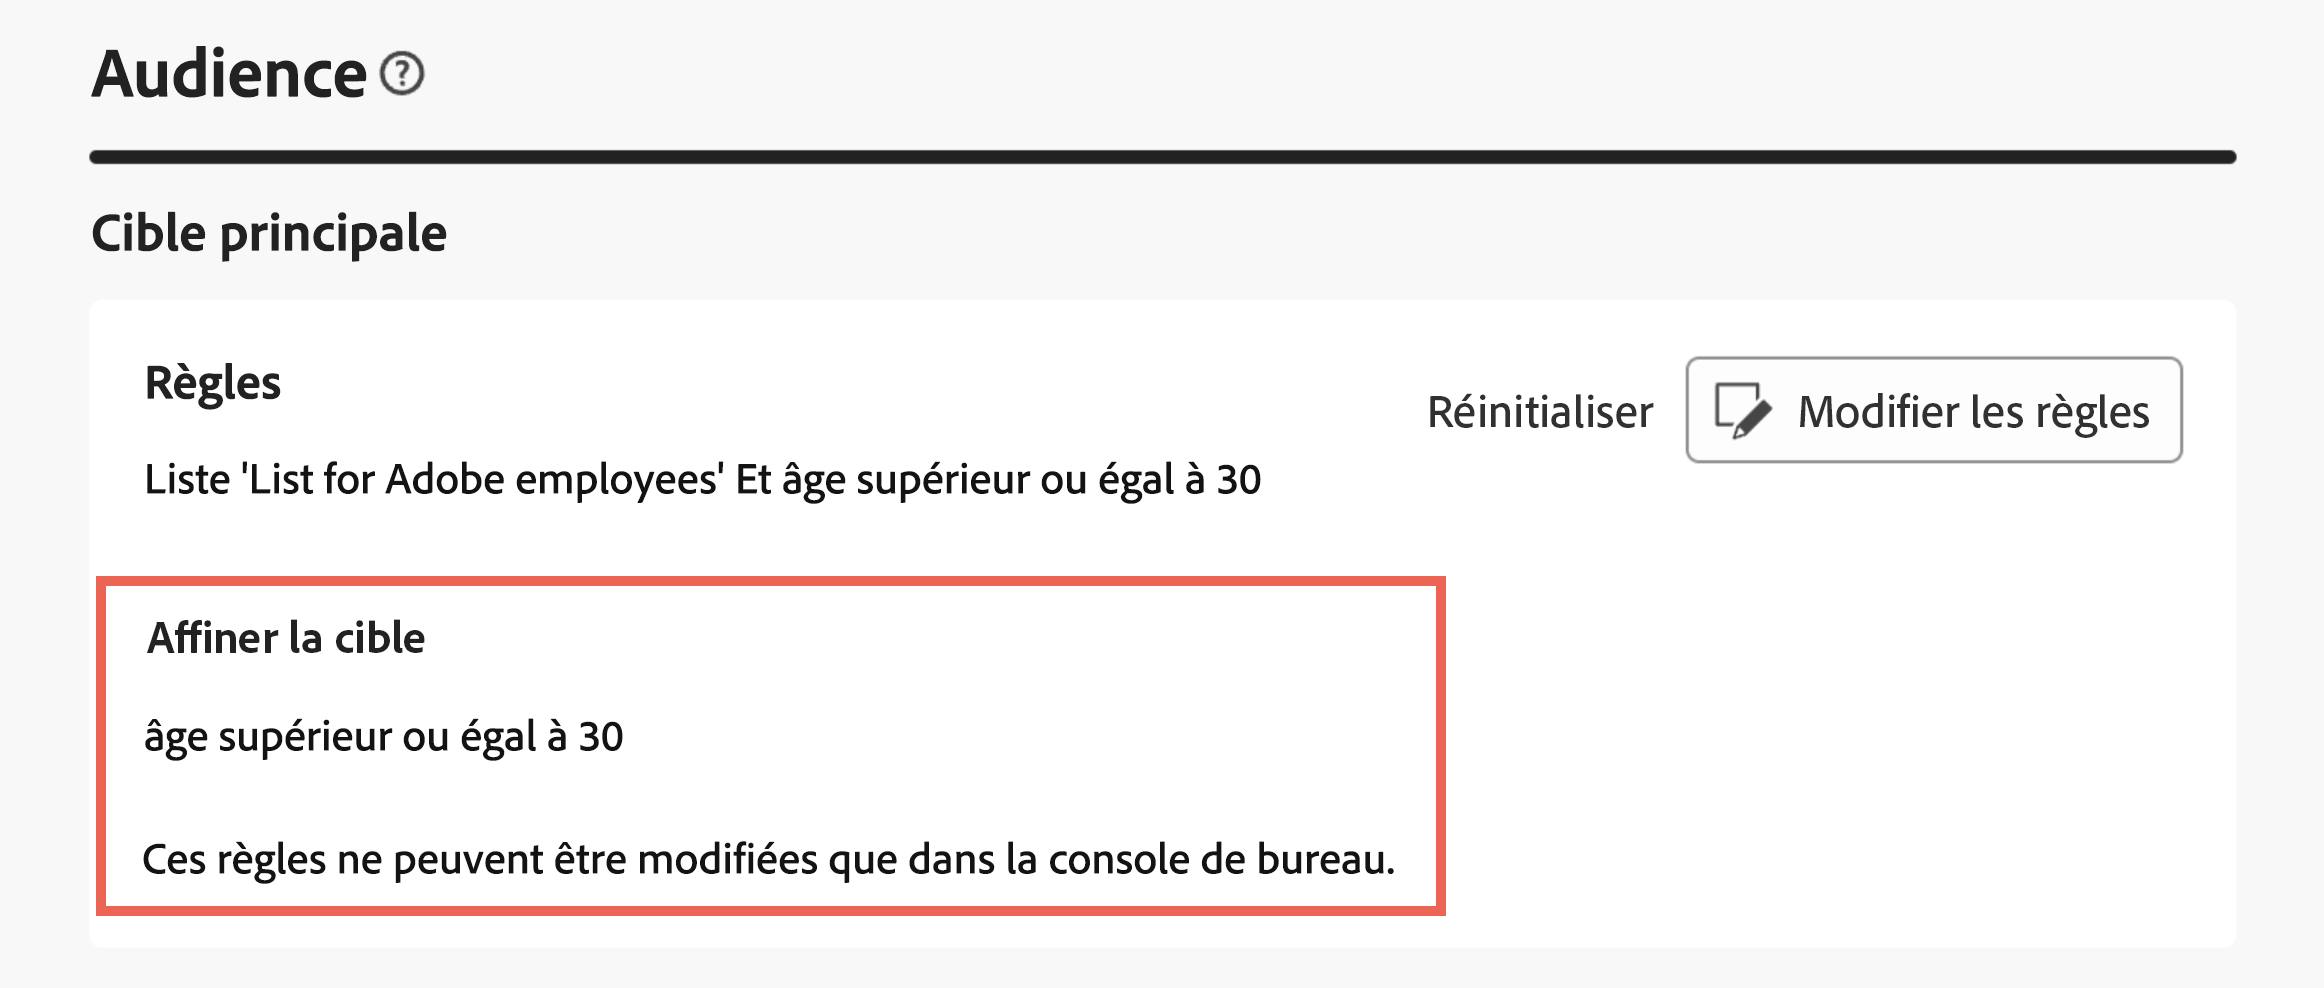 Audience
Cible principale
Règles
Réinitialiser
Modifier les règles
Liste 'List for Adobe employees' Et âge supérieur ou égal à 30
Affiner la cible
âge supérieur ou égal à 30
Ces règles ne peuvent être modifiées que dans la console de bureau.